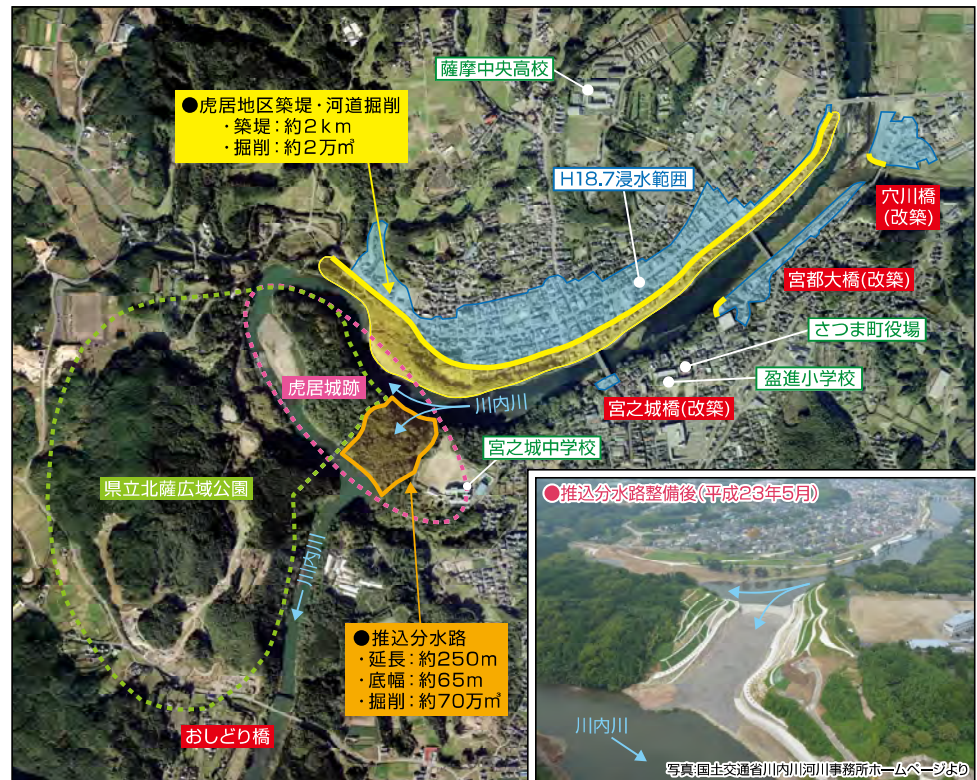 薩摩中央高校
●虎居地区築堤・河道掘削
・築堤：約2km
・掘削：約2万㎥
H18.7浸水範囲
穴川橋
(改築)
宮都大橋(改築)
さつま町役場
盈進小学校
宮之城橋(改築)
虎居城跡
川内川
宮之城中学校
県立北薩広域公園
川内川
●推込分水路
・延長：約250m
・底幅：約65m
・掘削：約70万㎥
おしどり橋
●推込分水路整備後(平成23年5月)
川内川
写真:国土交通省川内川河川事務所ホームページより